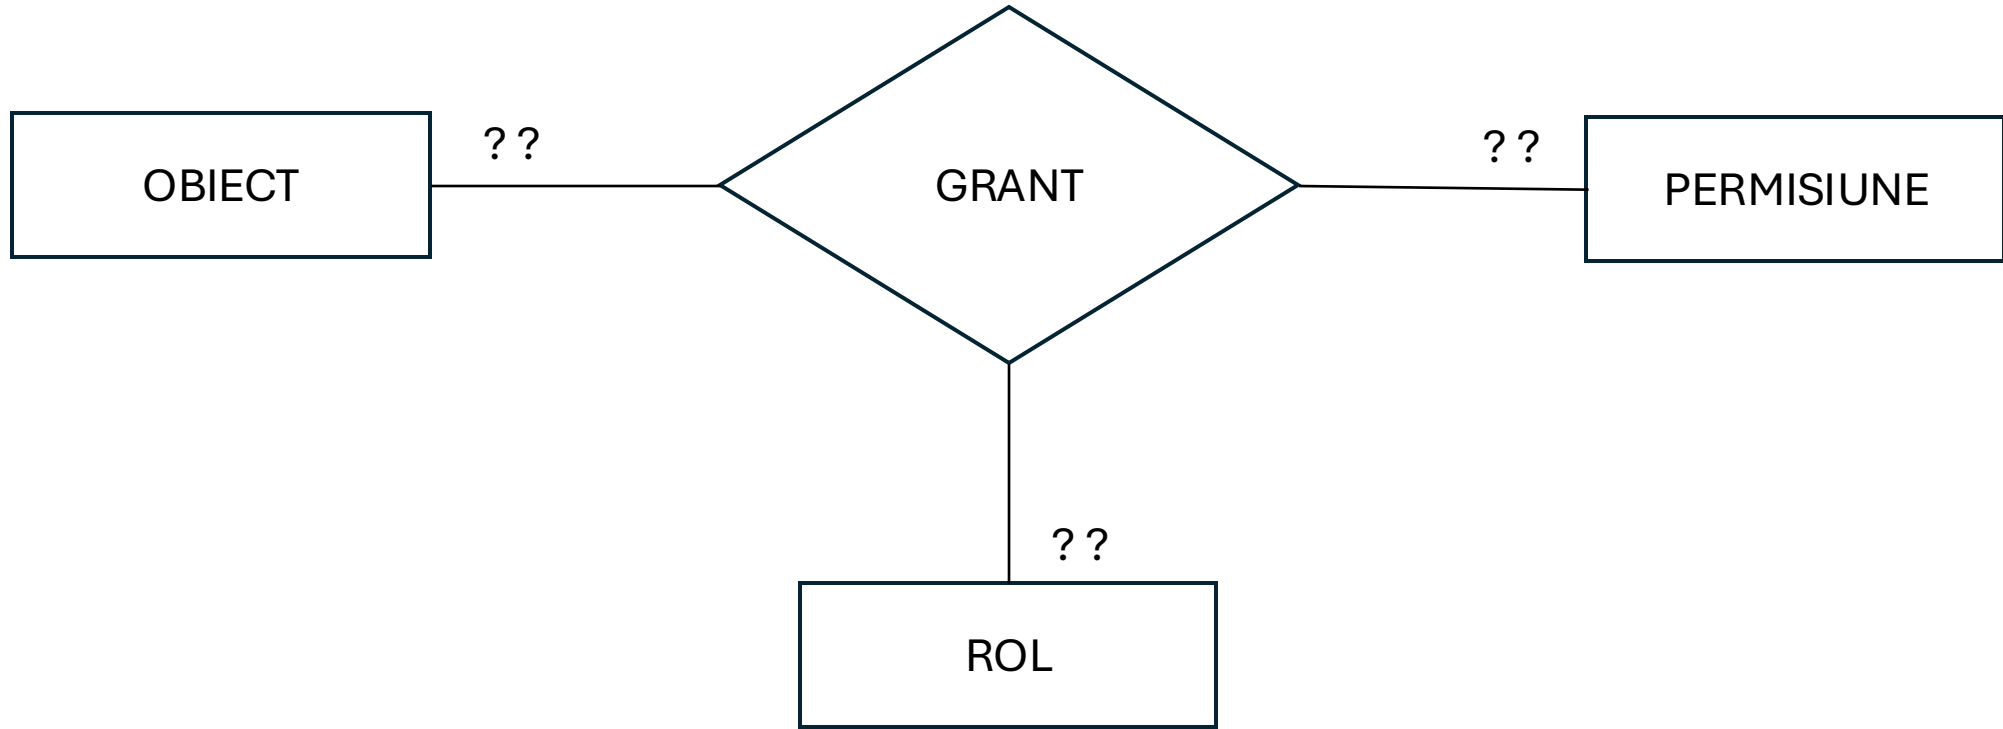 ? ?
? ?
OBIECT
GRANT
PERMISIUNE
? ?
ROL